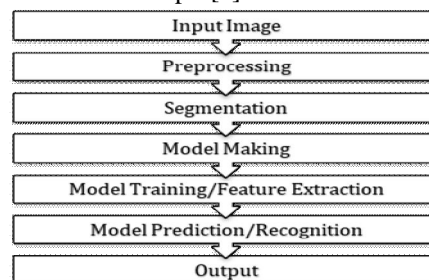 Input Image
Preprocessing
Segmentation
Model Making
Model Training/Feature Extraction
Model Prediction/Recognition
Output